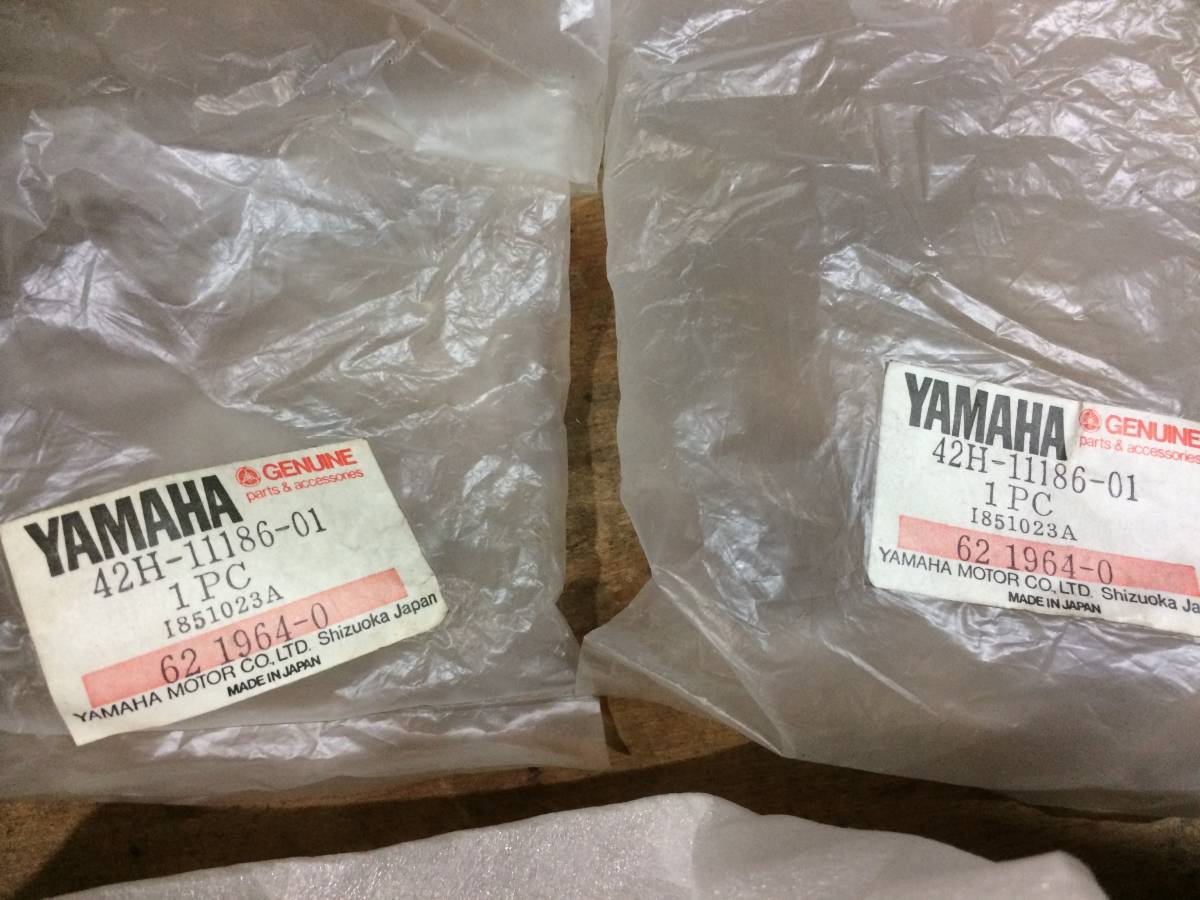 YAMAHA GENUINE
parts & accessories
42H-11186-01
1 PC
I851023A
62 1964-0
YAMAHA MOTOR CO., LTD. Shizuoka Japan
MADE IN JAPAN
YAMAHA GENUINE
parts & accessories
42H-11186-01
1 PC
I851023A
62 1964-0
YAMAHA MOTOR CO., LTD. Shizuoka Ja
MADE IN JAPAN